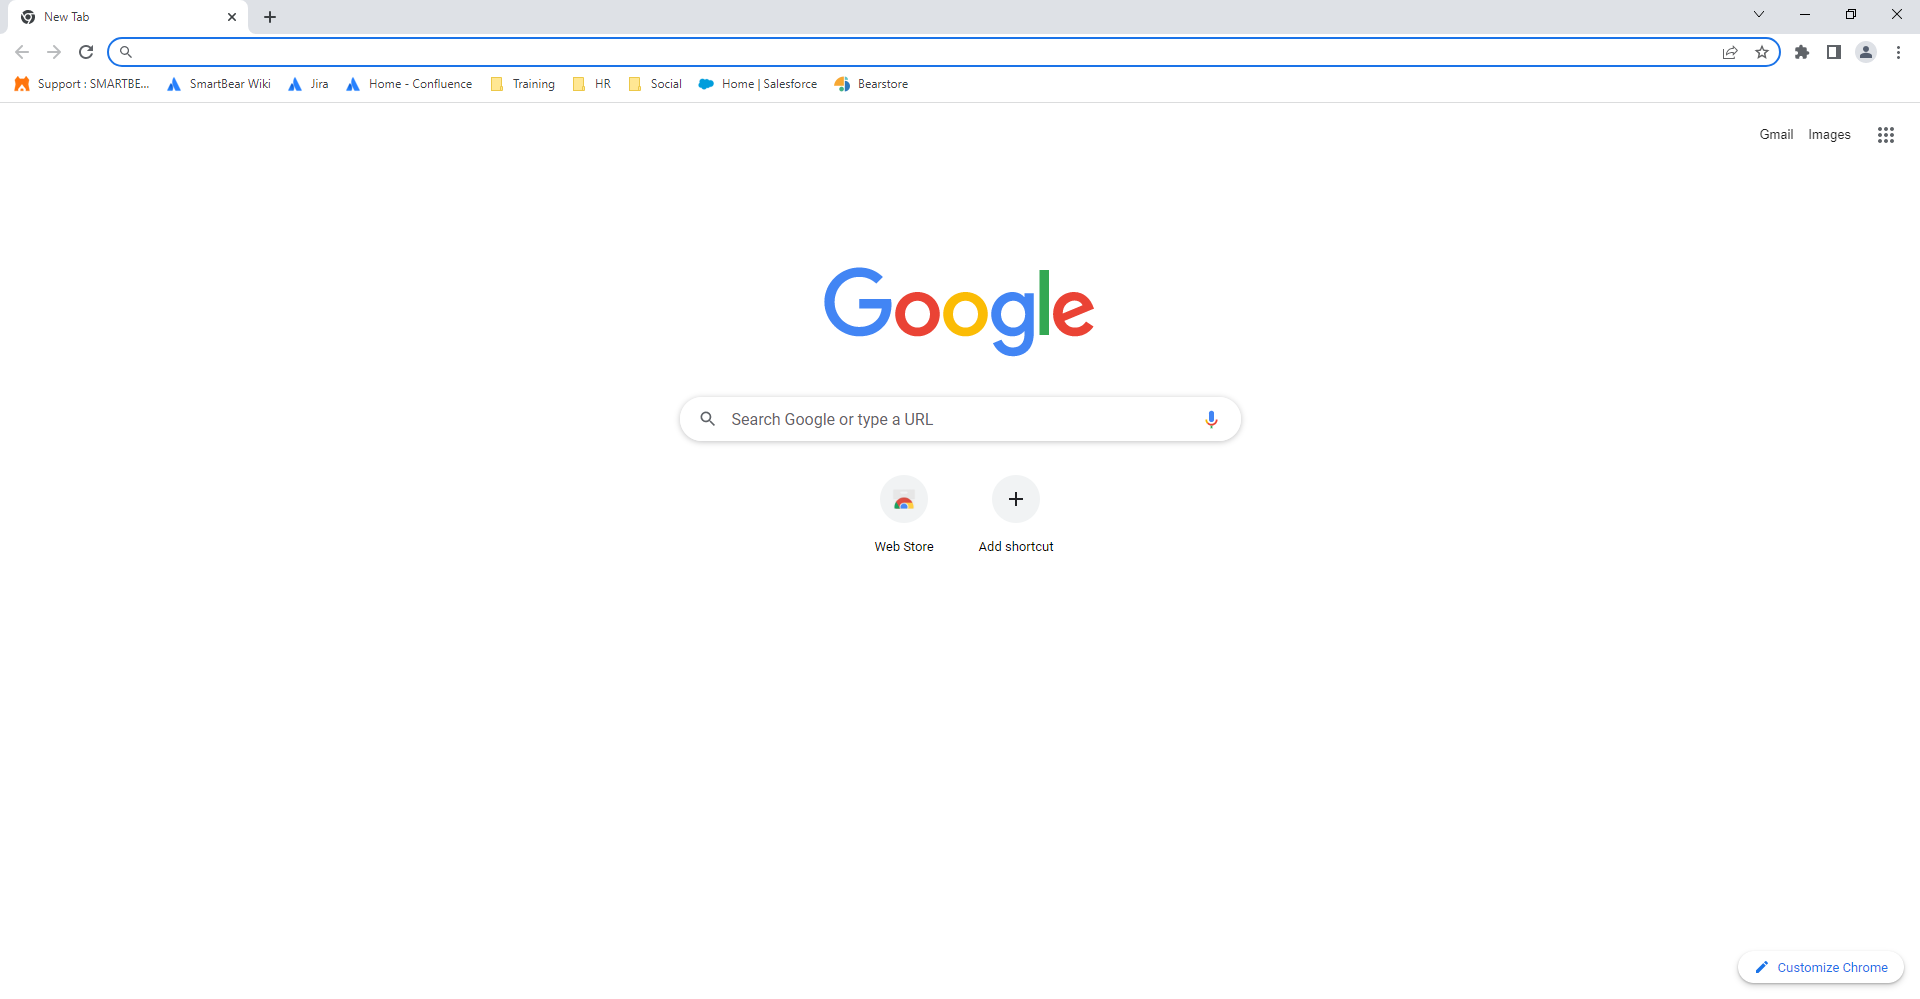 New Tab
Support : SMARTBE... SmartBear Wiki Jira Home - Confluence Training HR Social Home | Salesforce Bearstore
Gmail Images
Google
Search Google or type a URL
Web Store Add shortcut
Customize Chrome